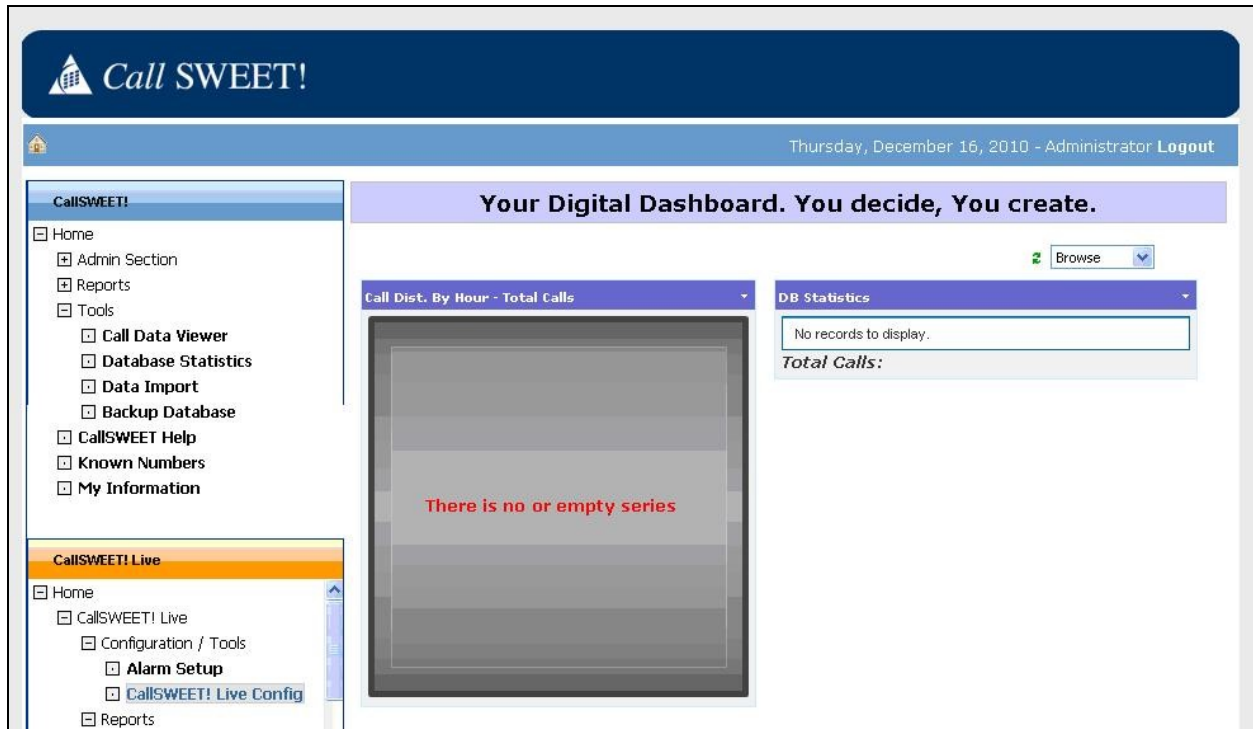 Call SWEET!
Thursday, December 16, 2010 - Administrator Logout
CallSWEET!
Home
Admin Section
Reports
Tools
Call Data Viewer
Database Statistics
Data Import
Backup Database
CallSWEET Help
Known Numbers
My Information
CallSWEET! Live
Home
CallSWEET! Live
Configuration / Tools
Alarm Setup
CallSWEET! Live Config
Reports
Your Digital Dashboard. You decide, You create.
Browse
Call Dist. By Hour - Total Calls
There is no or empty series
DB Statistics
No records to display.
Total Calls: